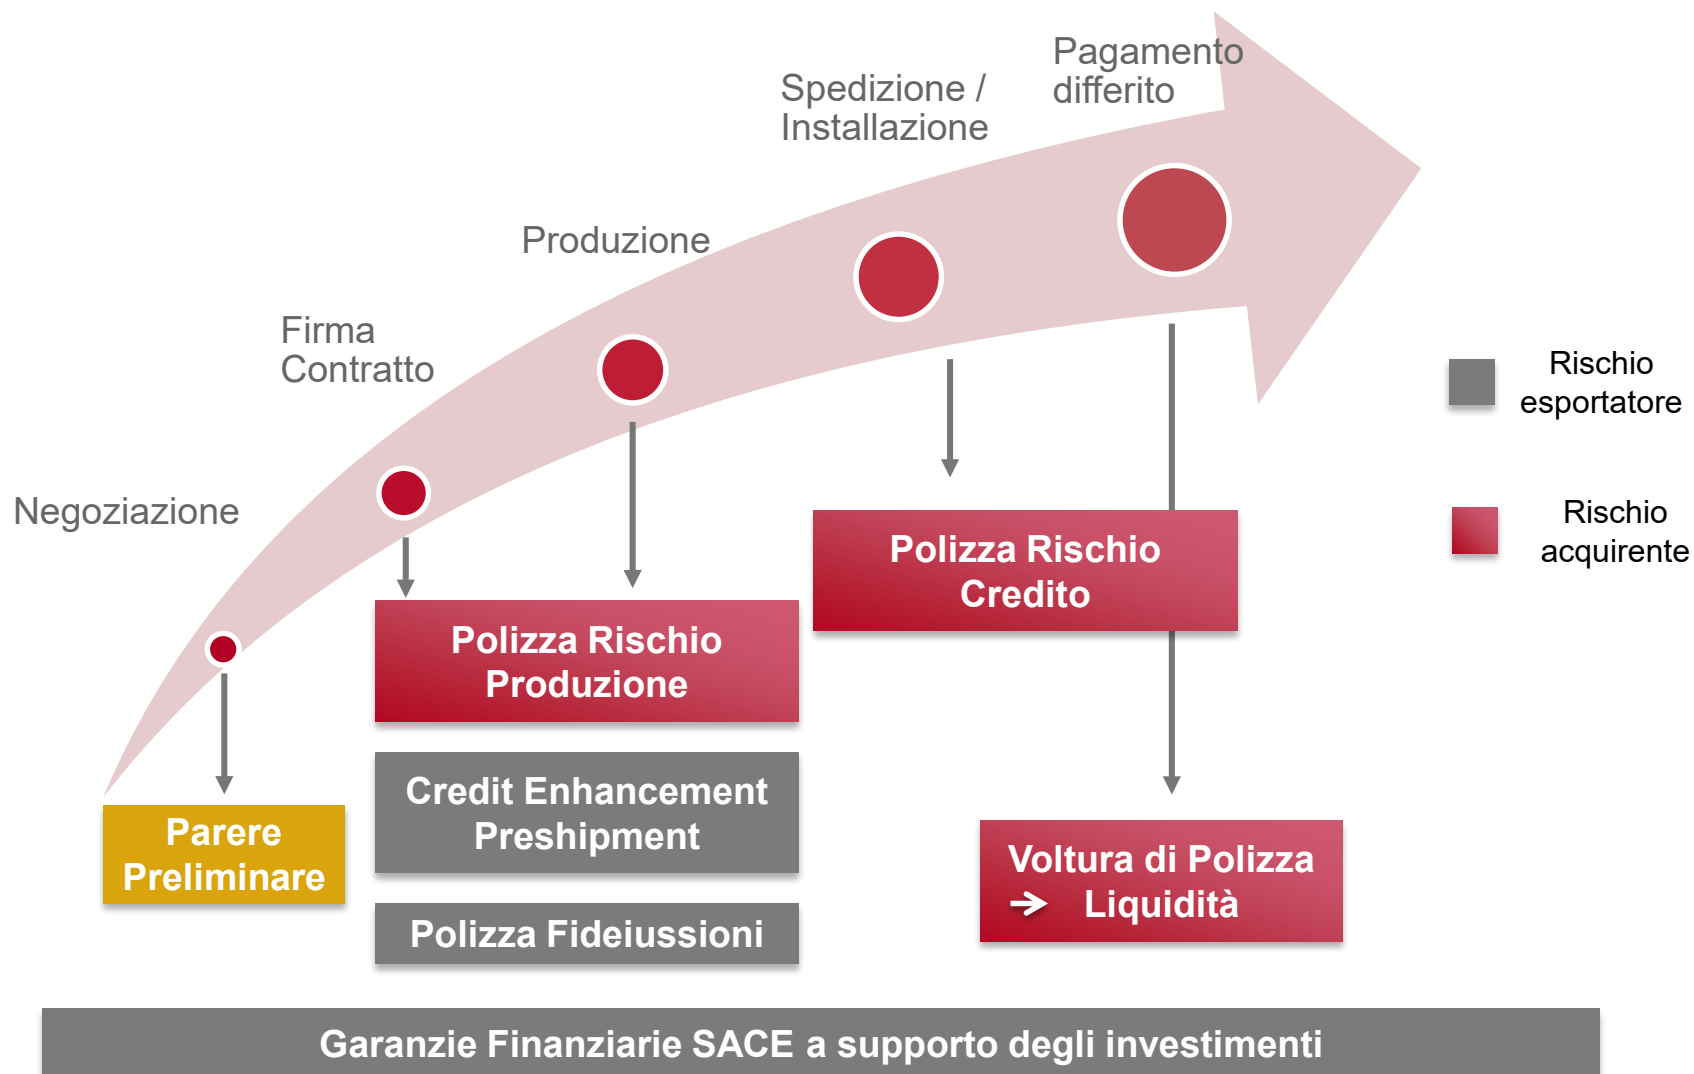 Pagamento
differito
Spedizione /
Installazione
Produzione
Firma
Contratto
Negoziazione
Rischio
esportatore
Rischio
acquirente
Polizza Rischio
Credito
Polizza Rischio
Produzione
Credit Enhancement
Preshipment
Parere
Preliminare
Polizza Fideiussioni
Voltura di Polizza
→ Liquidità
Garanzie Finanziarie SACE a supporto degli investimenti